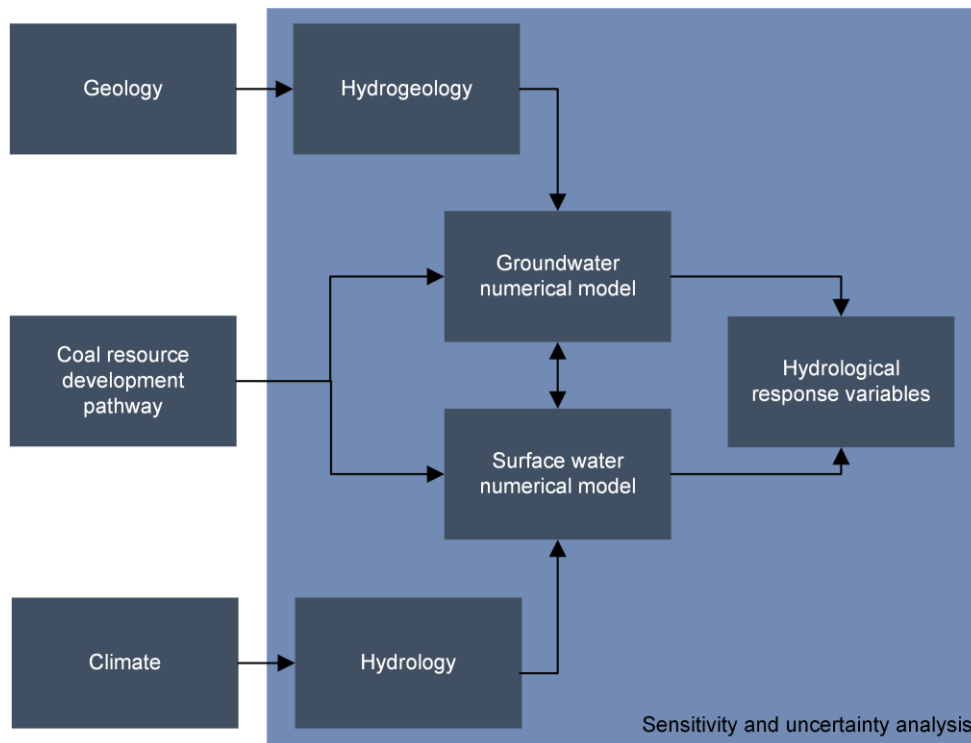 Geology
Hydrogeology
Groundwater
numerical model
Coal resource
development
pathway
Hydrological
response variables
Surface water
numerical model
Climate
Hydrology
Sensitivity and uncertainty analysis